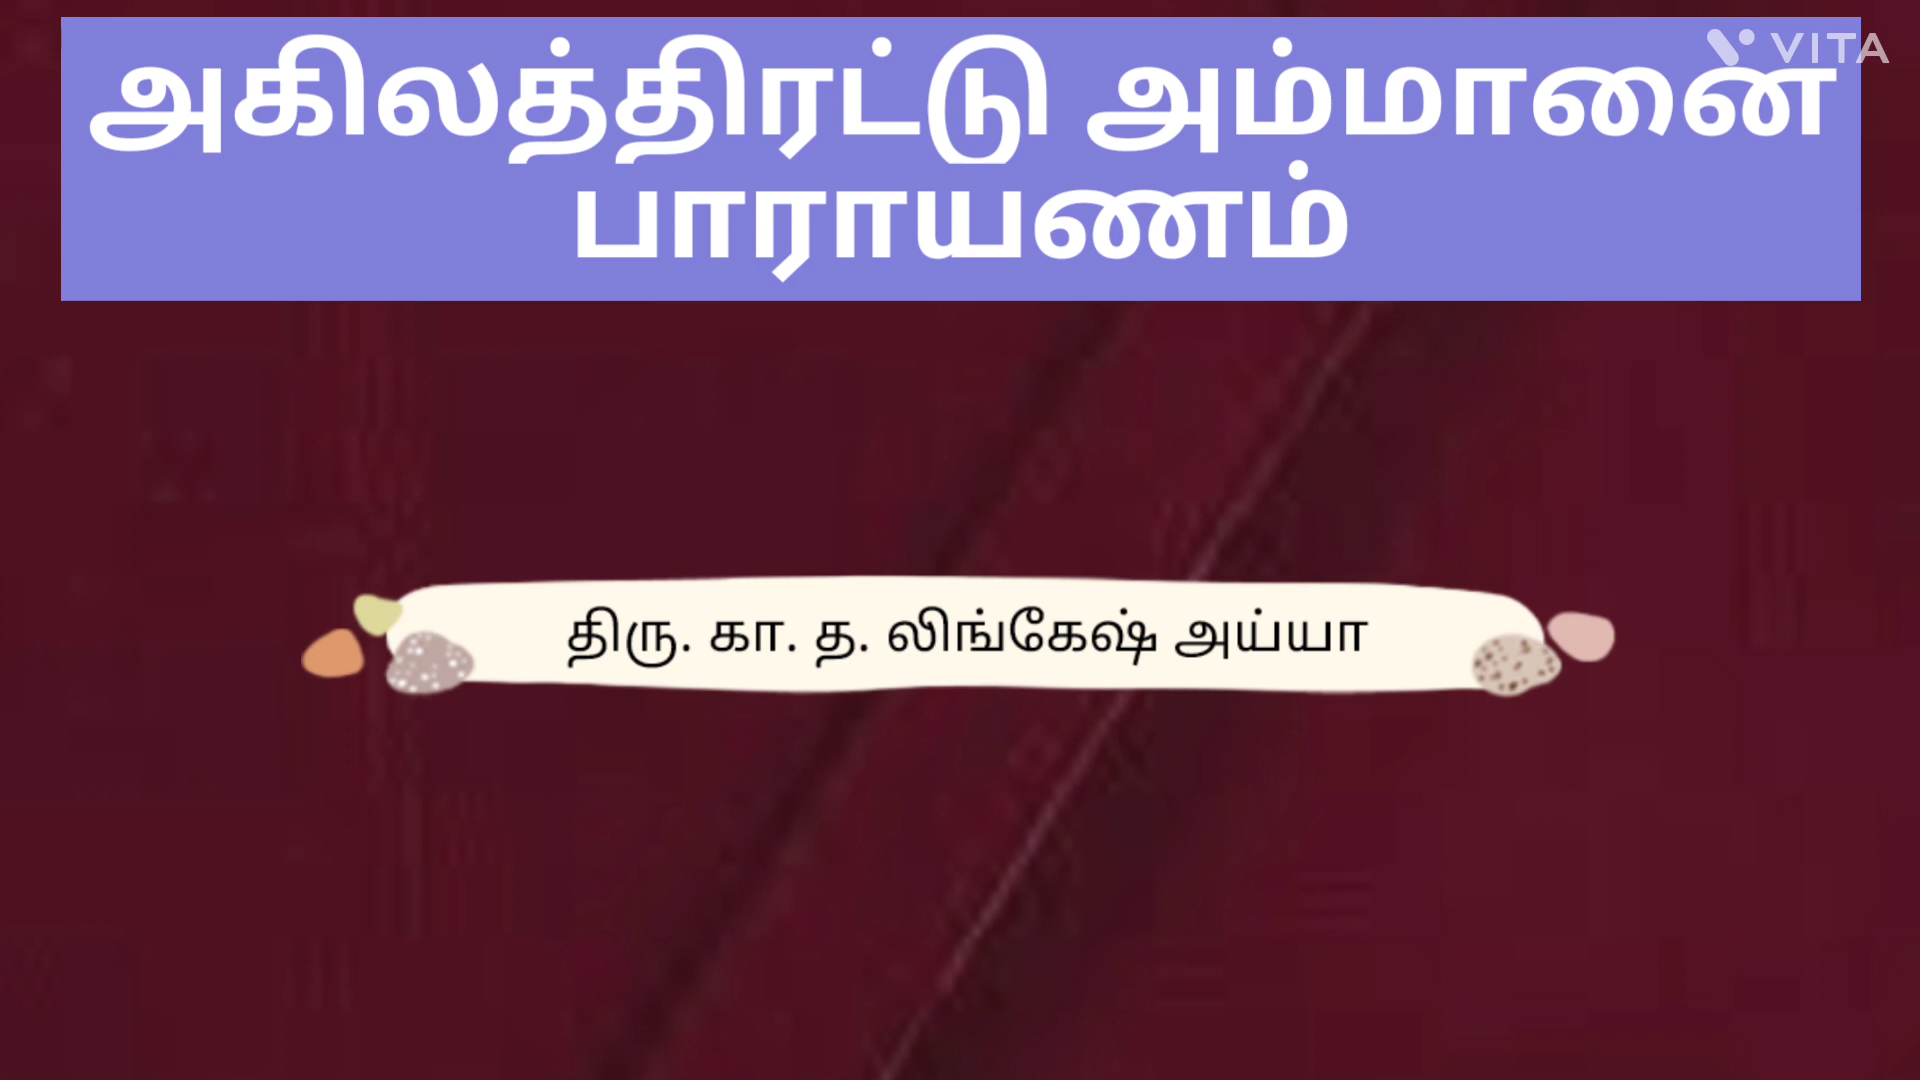 VITA
அகிலத்திரட்டு அம்மானை
பாராயணம்
திரு. கா. த. லிங்கேஷ் அய்யா